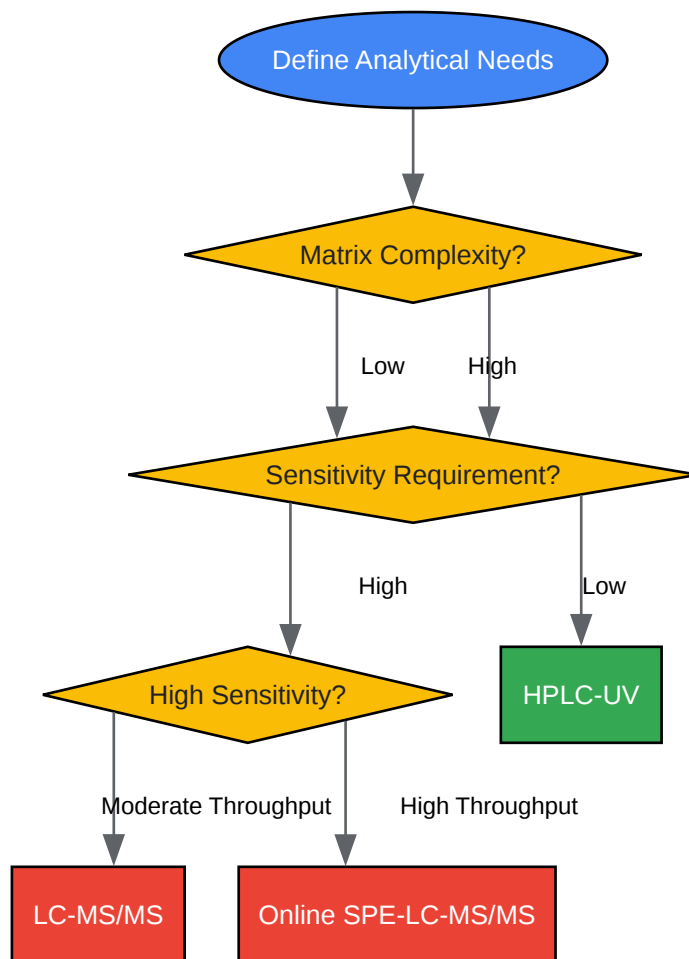 Define Analytical Needs
Matrix Complexity?
Low
High
Sensitivity Requirement?
High
Low
High Sensitivity?
HPLC-UV
Moderate Throughput
High Throughput
LC-MS/MS
Online SPE-LC-MS/MS